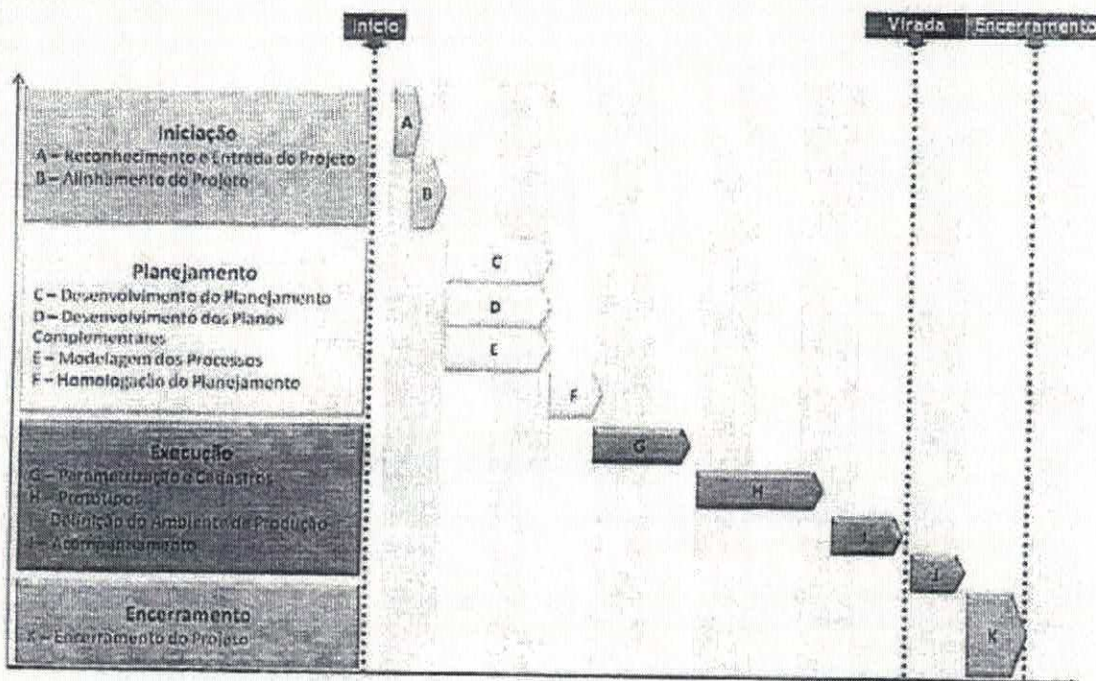 Início
Virada
Encerramento
Iniciação
A – Reconhecimento e Entrada do Projeto
B – Alinhamento do Projeto
Planejamento
C – Desenvolvimento do Planejamento
D – Desenvolvimento dos Planos
Complementares
E – Modelagem dos Processos
F – Homologação do Planejamento
Execução
G – Parametrização e Cadastros
H – Protótipos
I – Definição do Ambiente de Produção
J – Acompanhamento
Encerramento
K – Encerramento do Projeto
A
B
C
D
E
F
G
H
I
J
K